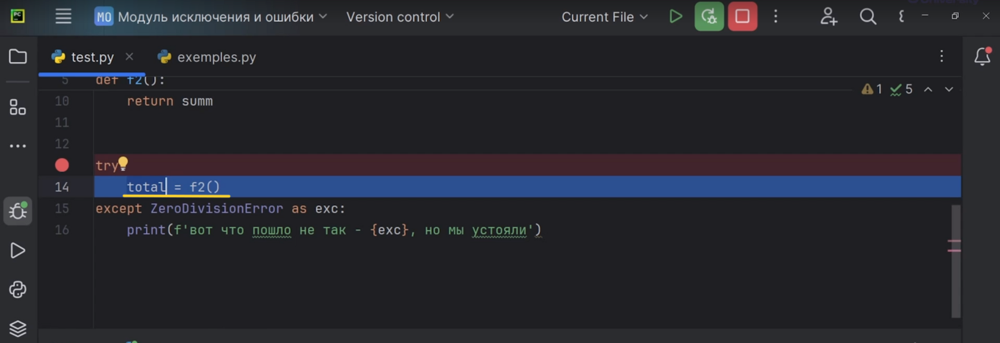 PC MO Модуль исключения и ошибки Version control Current File
test.py exemples.py
5 def f2():
10 return summ
1 5
11
12
try
14 total = f2()
15 except ZeroDivisionError as exc:
16 print(f'вот что пошло не так - {exc}, но мы устояли')